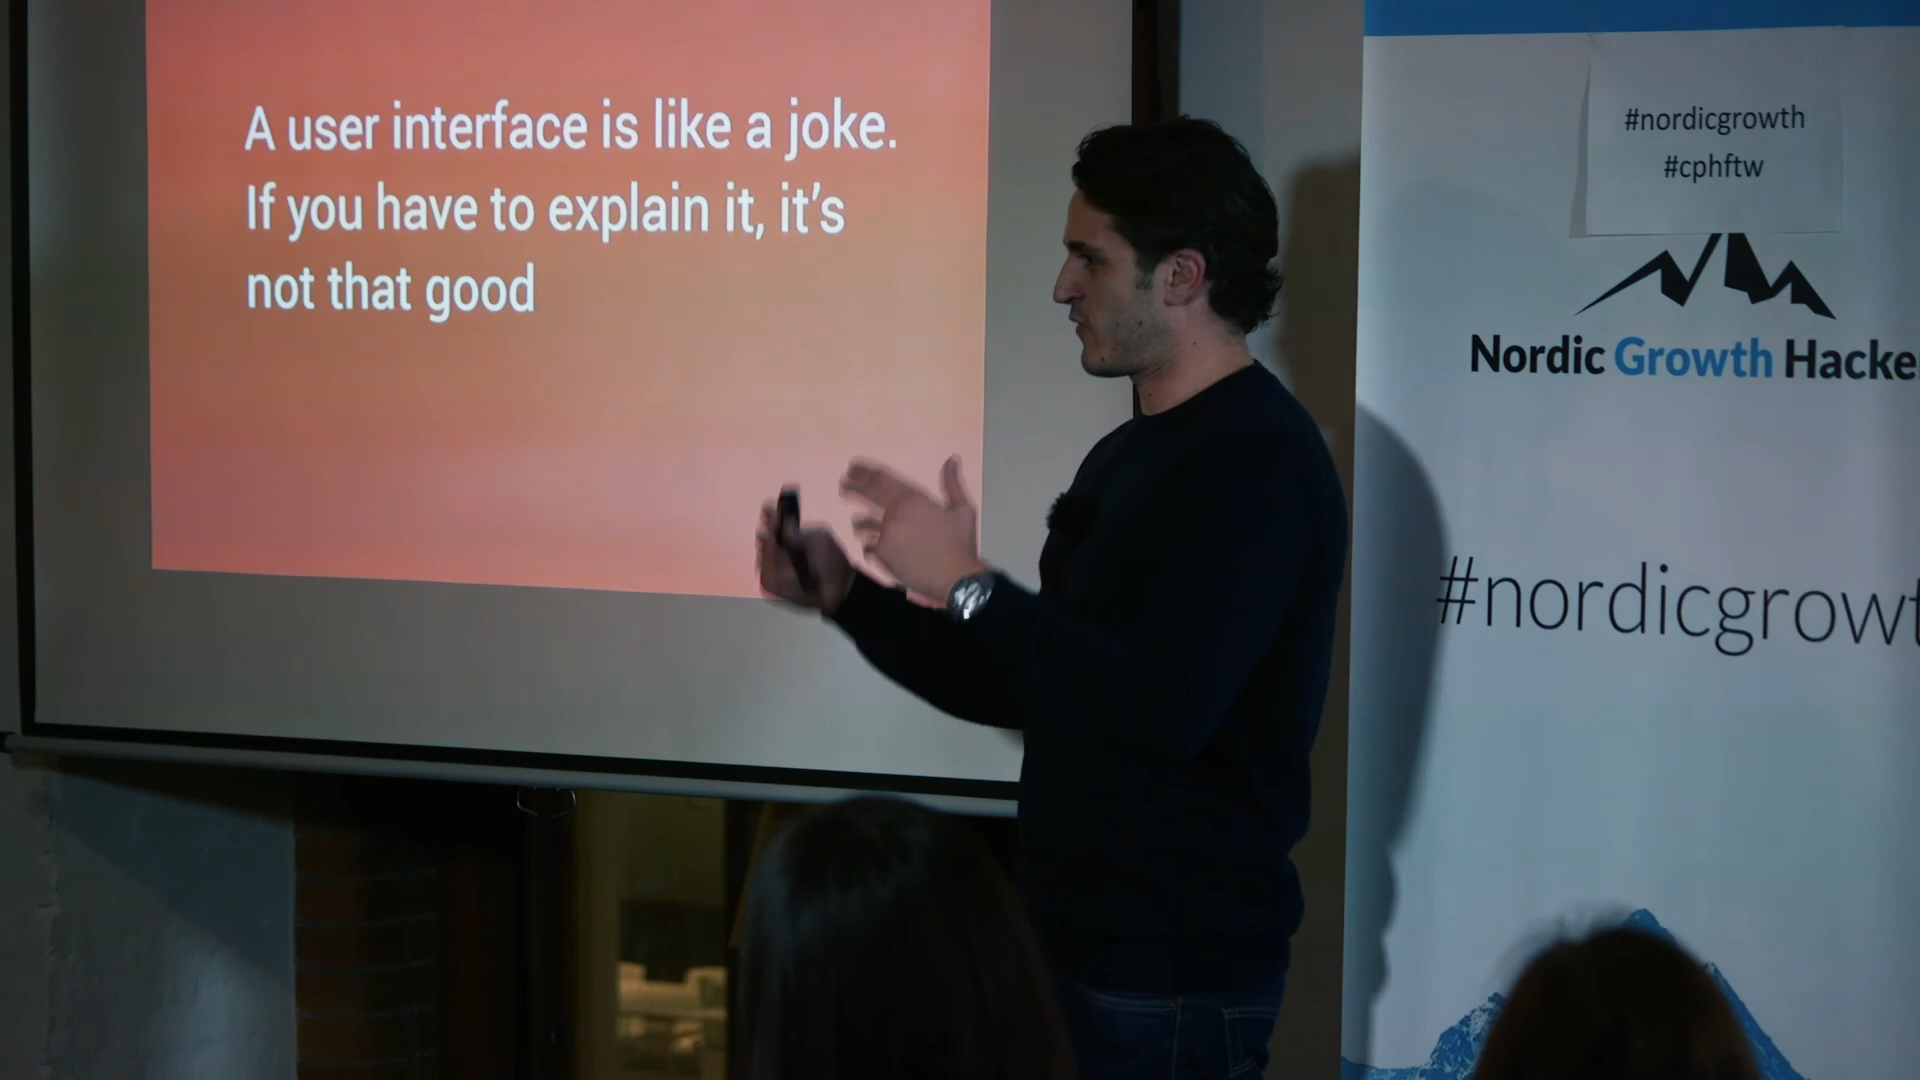 A user interface is like a joke.
If you have to explain it, it’s
not that good
#nordicgrowth
#cphftw
Nordic Growth Hacke
#nordicgrowt